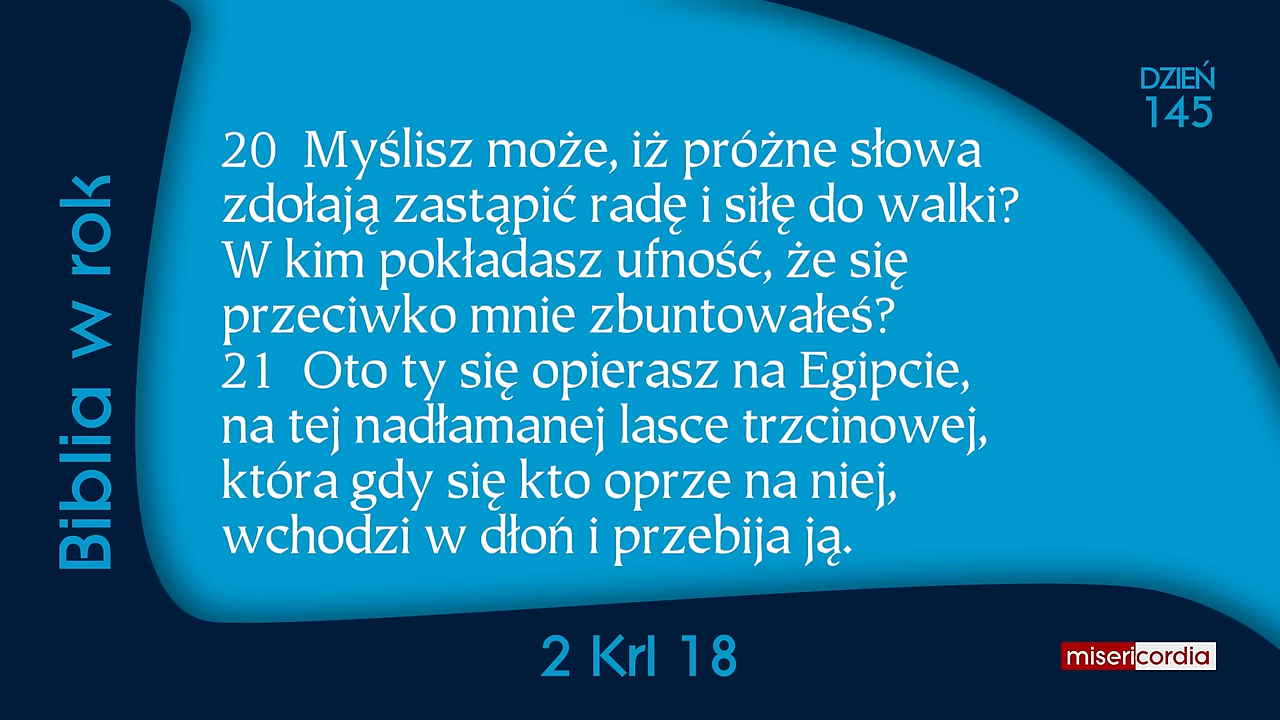 DZIEŃ
145
Biblia w rok
20 Myślisz może, iż próżne słowa
zdołają zastąpić radę i siłę do walki?
W kim pokładasz ufność, że się
przeciwko mnie zbuntowałeś?
21 Oto ty się opierasz na Egipcie,
na tej nadłamanej lasce trzcinowej,
która gdy się kto oprze na niej,
wchodzi w dłoń i przebija ją.
2 Krl 18
misericordia